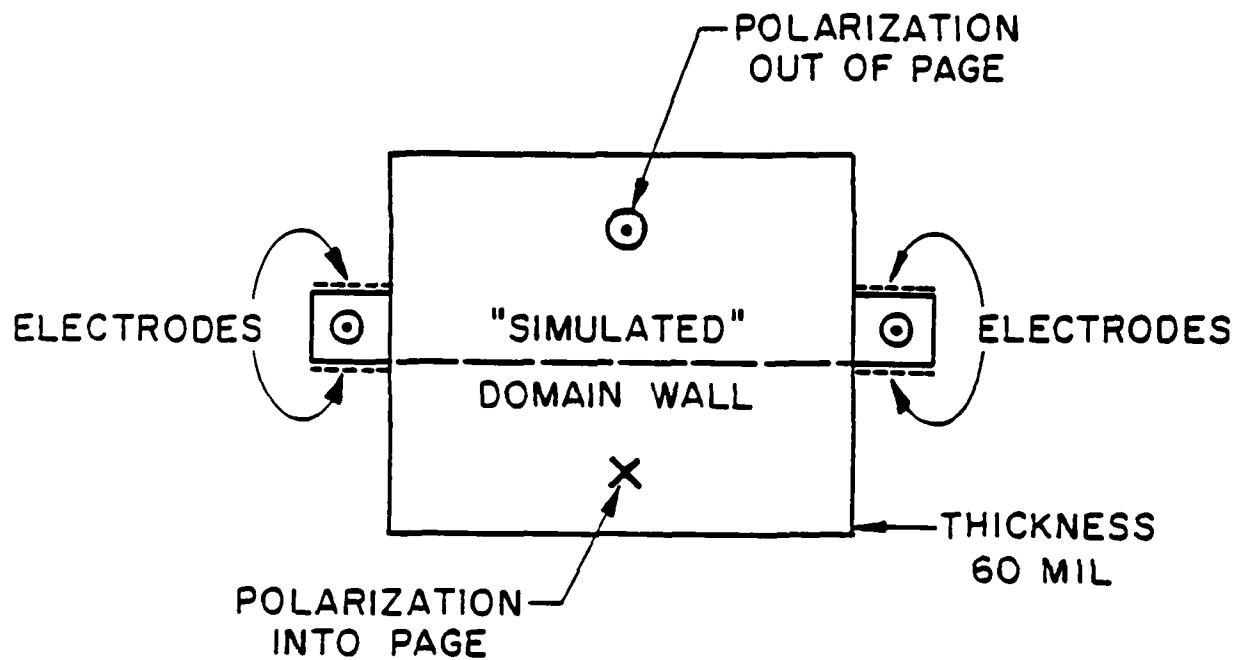 POLARIZATION
OUT OF PAGE
ELECTRODES
"SIMULATED"
ELECTRODES
DOMAIN WALL
THICKNESS
60 MIL
POLARIZATION
INTO PAGE